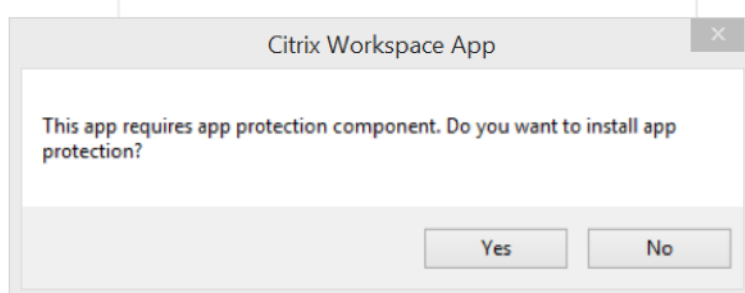 Citrix Workspace App
This app requires app protection component. Do you want to install app
protection?
Yes
No